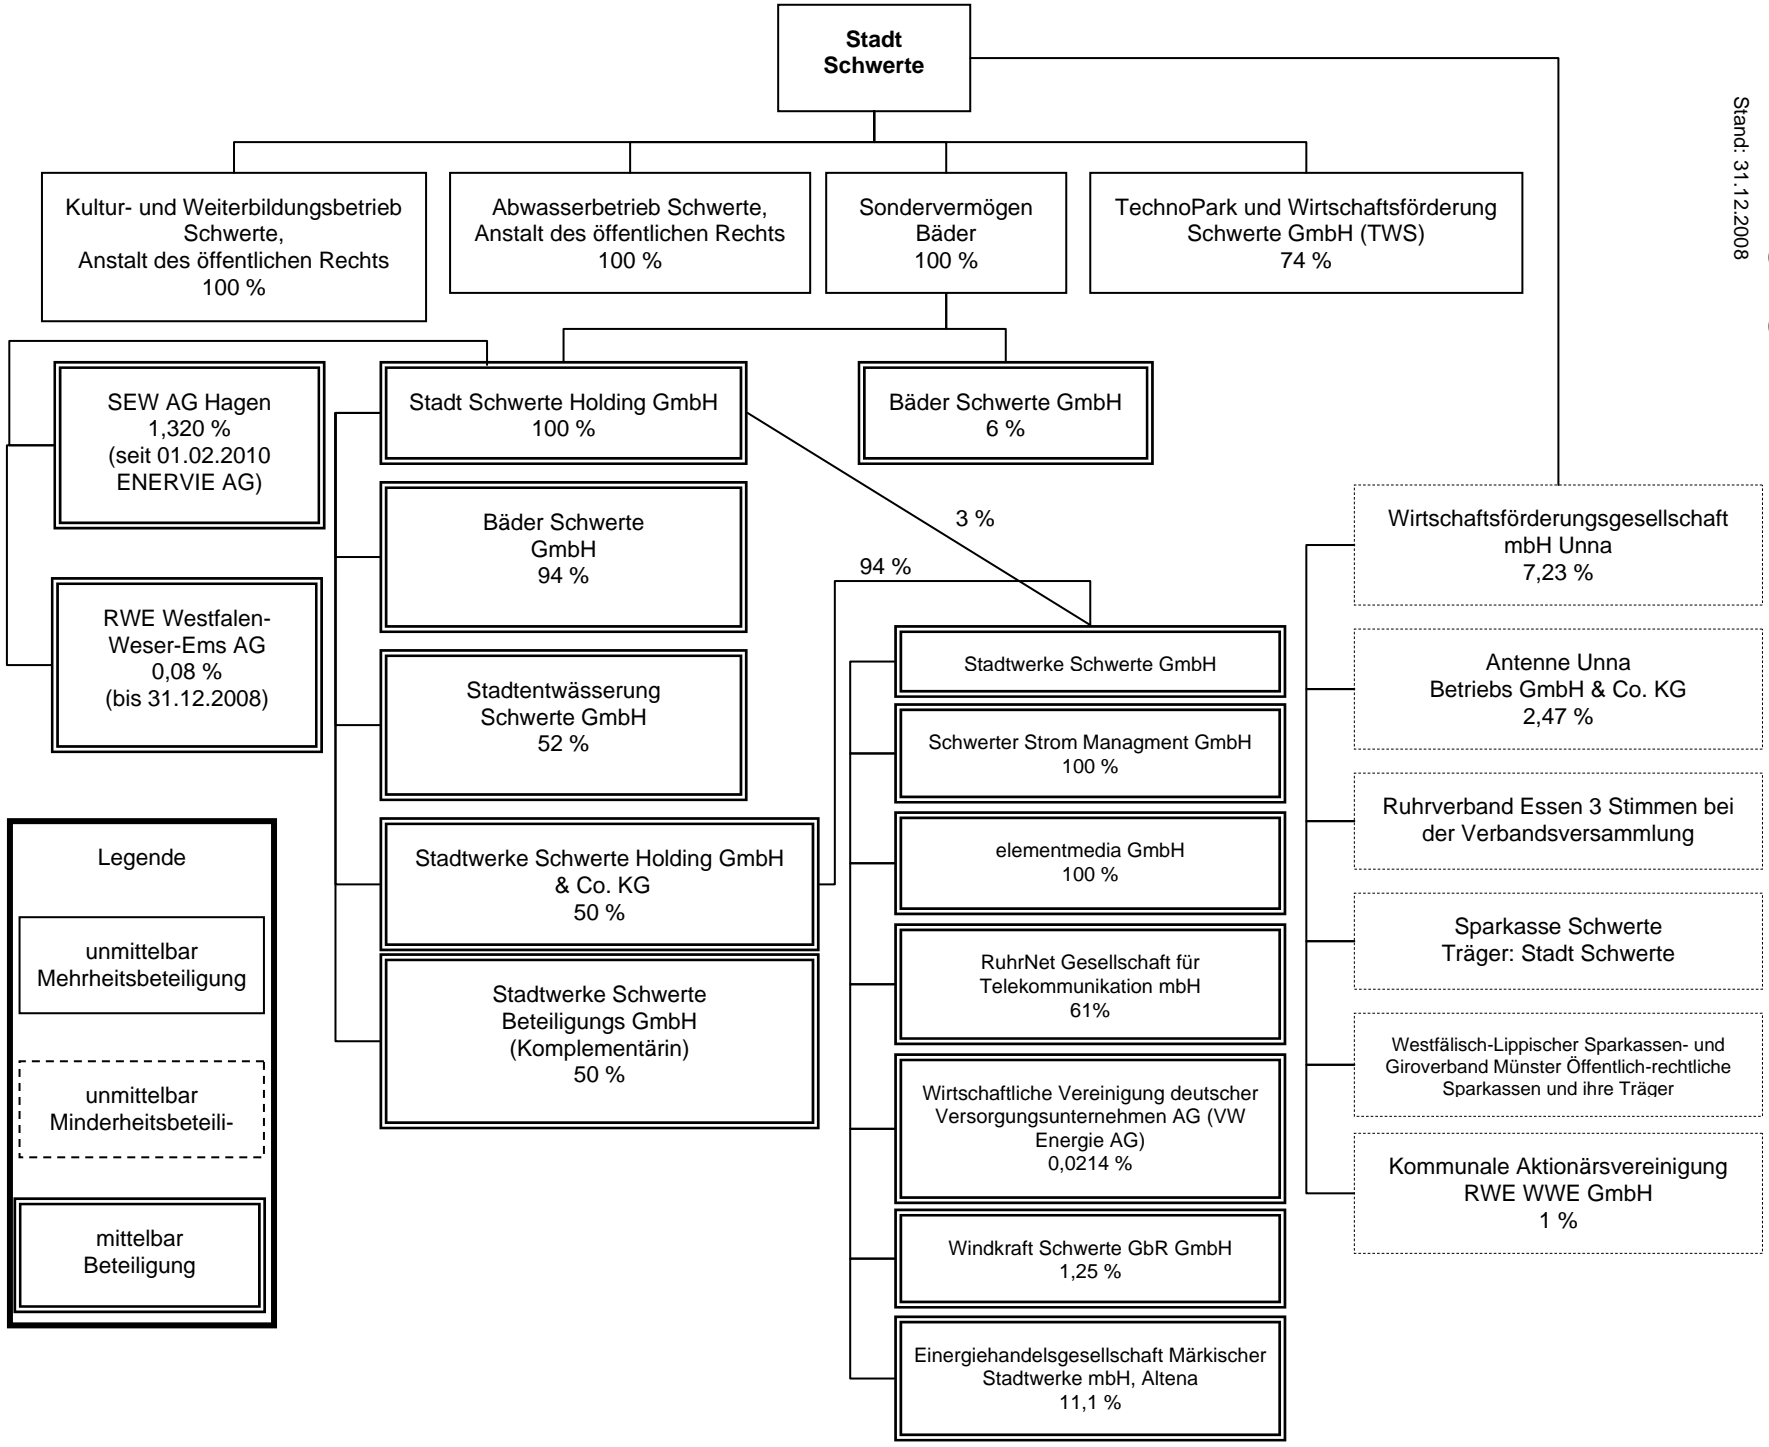 Stadt
Schwerte
Stand: 31.12.2008
Kultur- und Weiterbildungsbetrieb
Schwerte,
Anstalt des öffentlichen Rechts
100 %
Abwasserbetrieb Schwerte,
Anstalt des öffentlichen Rechts
100 %
Sondervermögen
Bäder
100 %
TechnoPark und Wirtschaftsförderung
Schwerte GmbH (TWS)
74 %
SEW AG Hagen
1,320 %
(seit 01.02.2010
ENERVIE AG)
RWE Westfalen-
Weser-Ems AG
0,08 %
(bis 31.12.2008)
Stadt Schwerte Holding GmbH
100 %
Bäder Schwerte GmbH
6 %
Bäder Schwerte
GmbH
94 %
Stadtentwässerung
Schwerte GmbH
52 %
Stadtwerke Schwerte Holding GmbH
& Co. KG
50 %
Stadtwerke Schwerte
Beteiligungs GmbH
(Komplementärin)
50 %
3 %
94 %
Stadtwerke Schwerte GmbH
Schwerter Strom Managment GmbH
100 %
elementmedia GmbH
100 %
RuhrNet Gesellschaft für
Telekommunikation mbH
61%
Wirtschaftliche Vereinigung deutscher
Versorgungsunternehmen AG (VW
Energie AG)
0,0214 %
Windkraft Schwerte GbR GmbH
1,25 %
Einergiehandelsgesellschaft Märkischer
Stadtwerke mbH, Altena
11,1 %
Wirtschaftsförderungsgesellschaft
mbH Unna
7,23 %
Antenne Unna
Betriebs GmbH & Co. KG
2,47 %
Ruhrverband Essen 3 Stimmen bei
der Verbandsversammlung
Sparkasse Schwerte
Träger: Stadt Schwerte
Westfälisch-Lippischer Sparkassen- und
Giroverband Münster Öffentlich-rechtliche
Sparkassen und ihre Träger
Kommunale Aktionärsvereinigung
RWE WWE GmbH
1 %
Legende
unmittelbar
Mehrheitsbeteiligung
unmittelbar
Minderheitsbeteili-
mittelbar
Beteiligung